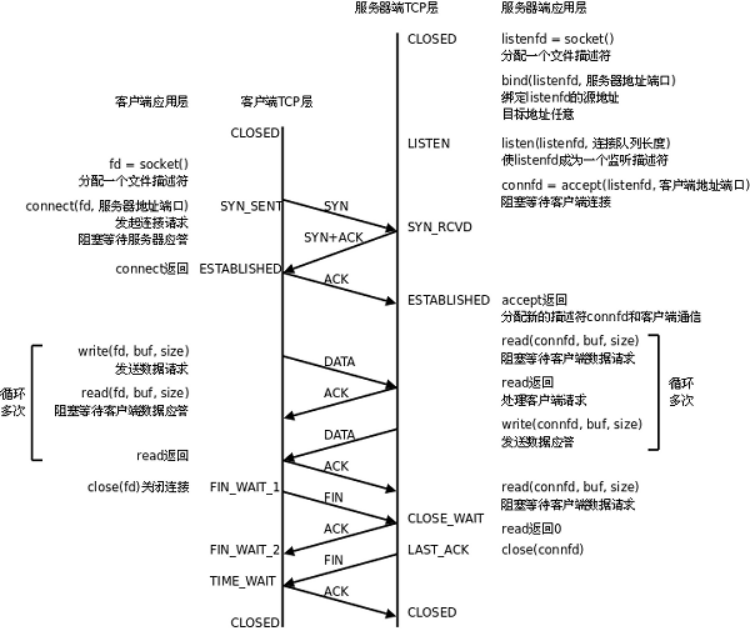 服务器端TCP层 服务器端应用层
CLOSED listenfd = socket()
分配一个文件描述符
bind(listenfd, 服务器地址端口)
绑定listenfd的源地址
客户端应用层 客户端TCP层
目标地址任意
CLOSED
LISTEN listen(listenfd, 连接队列长度)
fd = socket() 使listenfd成为一个监听描述符
分配一个文件描述符
connfd = accept(listenfd, 客户端地址端口)
connect(fd, 服务器地址端口) SYN_SENT SYN 阻塞等待客户端连接
发起连接请求
SYN_RCVD
阻塞等待服务器应答 SYN+ACK
connect返回 ESTABLISHED
ACK
ESTABLISHED accept返回
分配新的描述符connfd和客户端通信
read(connfd, buf, size)
write(fd, buf, size) 阻塞等待客户端数据请求
发送数据请求 DATA
read返回 循环
循环 read(fd, buf, size) ACK 处理客户端请求 多次
多次 阻塞等待客户端数据应答
write(connfd, buf, size)
DATA 发送数据应答
read返回
ACK
close(fd)关闭连接 FIN_WAIT_1 read(connfd, buf, size)
FIN 阻塞等待客户端数据请求
CLOSE_WAIT
ACK read返回0
FIN_WAIT_2 LAST_ACK close(connfd)
FIN
TIME_WAIT
ACK
CLOSED
CLOSED